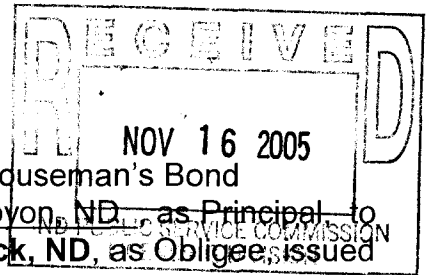 RECEIVED
NOV 16 2005
ouseman's Bond
yon, ND, as Principal, to
ND PUBLIC SERVICE COMMISSION
ck, ND, as Obligee, issued